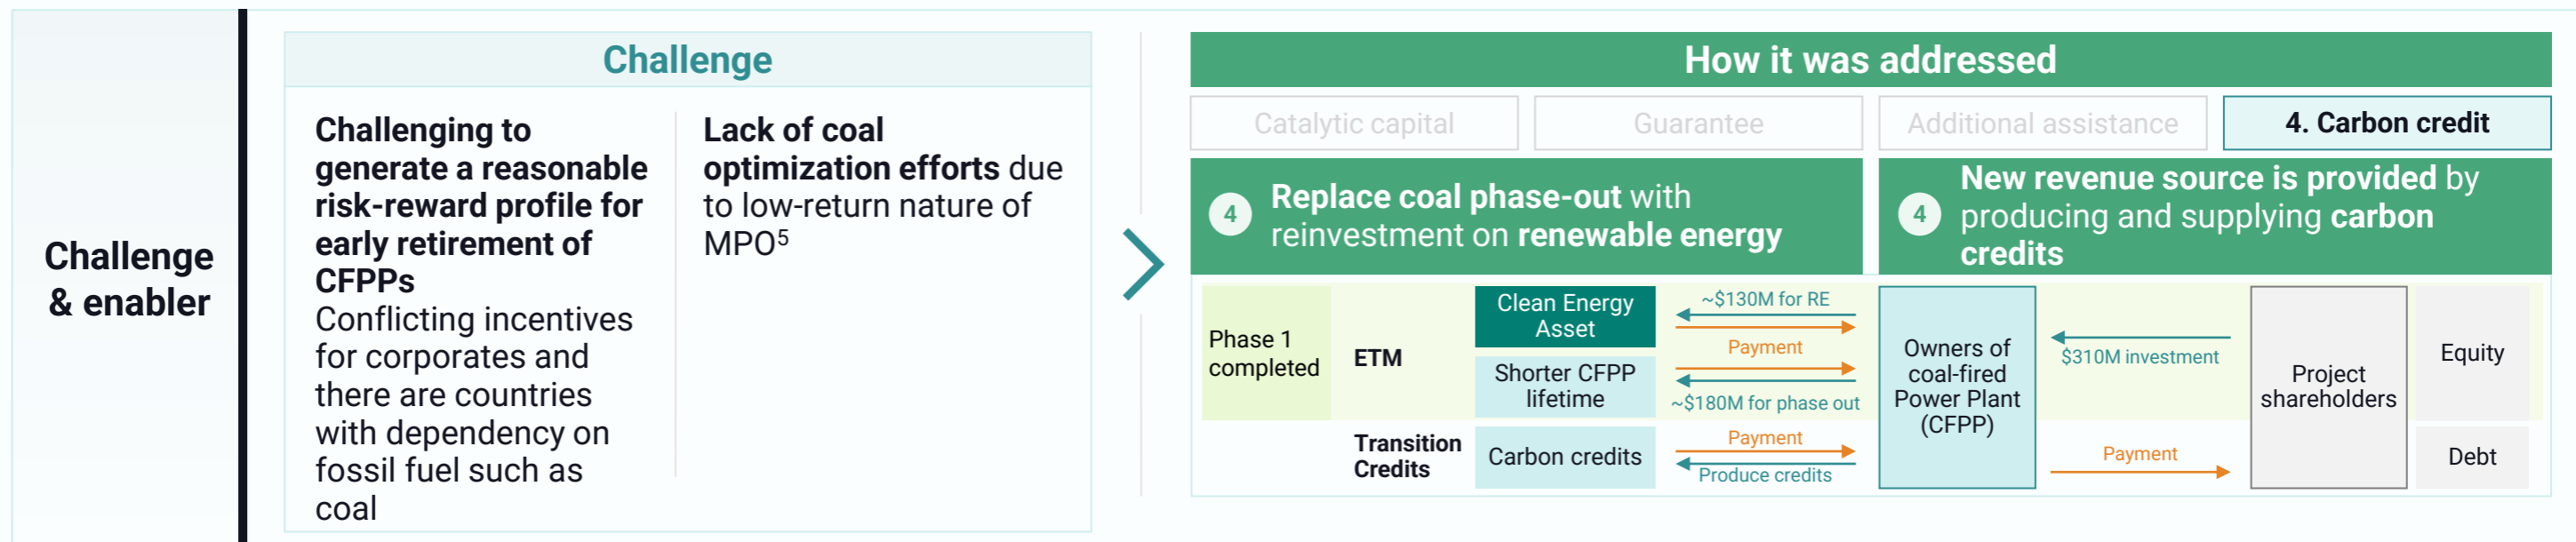 Challenge
& enabler
Challenge
Challenging to
generate a reasonable
risk-reward profile for
early retirement of
CFPPs
Conflicting incentives
for corporates and
there are countries
with dependency on
fossil fuel such as
coal
Lack of coal
optimization efforts due
to low-return nature of
MPO⁵
How it was addressed
Catalytic capital
Guarantee
Additional assistance
4. Carbon credit
4
Replace coal phase-out with
reinvestment on renewable energy
4
New revenue source is provided by
producing and supplying carbon
credits
Phase 1
completed
ETM
Clean Energy
Asset
~$130M for RE
Payment
Shorter CFPP
lifetime
~$180M for phase out
Transition
Credits
Carbon credits
Payment
Produce credits
Owners of
coal-fired
Power Plant
(CFPP)
$310M investment
Payment
Project
shareholders
Equity
Debt